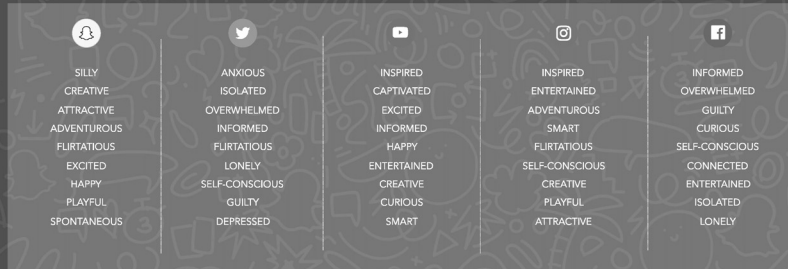 SILLY
CREATIVE
ATTRACTIVE
ADVENTUROUS
FLIRTATIOUS
EXCITED
HAPPY
PLAYFUL
SPONTANEOUS
ANXIOUS
ISOLATED
OVERWHELMED
INFORMED
FLIRTATIOUS
LONELY
SELF-CONSCIOUS
GUILTY
DEPRESSED
INSPIRED
CAPTIVATED
EXCITED
INFORMED
HAPPY
ENTERTAINED
CREATIVE
CURIOUS
SMART
INSPIRED
ENTERTAINED
ADVENTUROUS
SMART
FLIRTATIOUS
SELF-CONSCIOUS
CREATIVE
PLAYFUL
ATTRACTIVE
INFORMED
OVERWHELMED
GUILTY
CURIOUS
SELF-CONSCIOUS
CONNECTED
ENTERTAINED
ISOLATED
LONELY